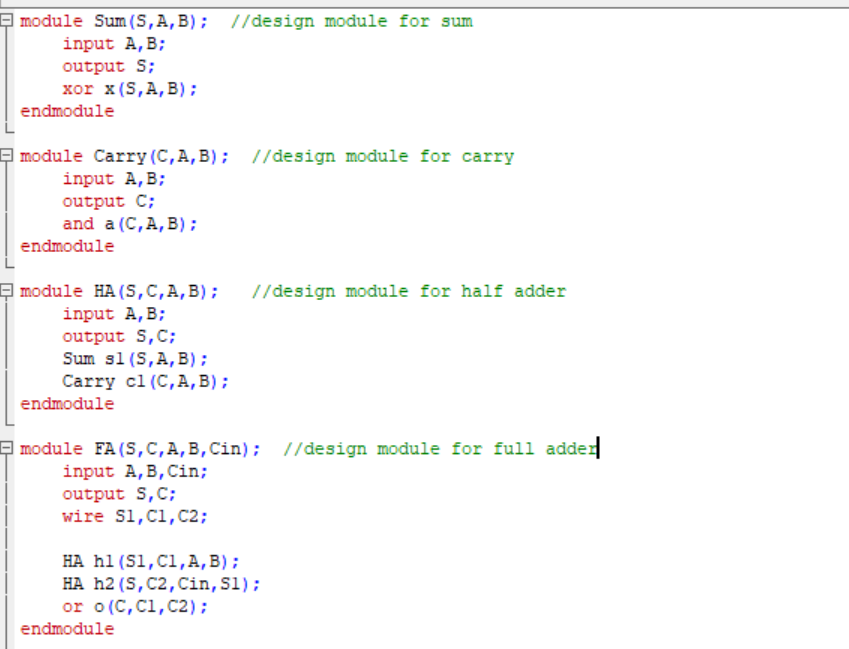 module Sum(S,A,B);  //design module for sum
    input A,B;
    output S;
    xor x(S,A,B);
endmodule

module Carry(C,A,B);  //design module for carry
    input A,B;
    output C;
    and a(C,A,B);
endmodule

module HA(S,C,A,B);   //design module for half adder
    input A,B;
    output S,C;
    Sum s1(S,A,B);
    Carry c1(C,A,B);
endmodule

module FA(S,C,A,B,Cin);  //design module for full adder
    input A,B,Cin;
    output S,C;
    wire S1,C1,C2;

    HA h1(S1,C1,A,B);
    HA h2(S,C2,Cin,S1);
    or o(C,C1,C2);
endmodule